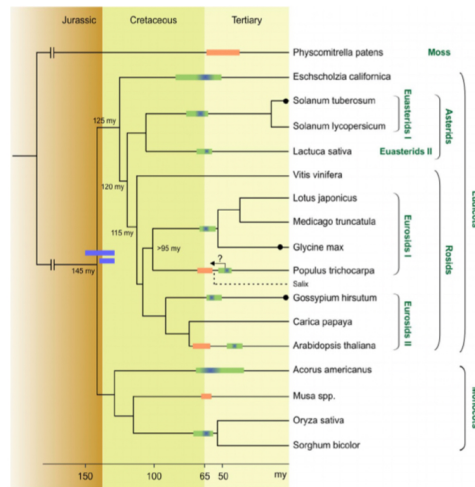 Jurassic Cretaceous Tertiary
Physcomitrella patens Moss
Eschscholzia californica
Solanum tuberosum
Solanum lycopersicum
Lactuca sativa Euasterids II
Euasterids I
Asterids
Vitis vinifera
Lotus japonicus
Medicago truncatula
Glycine max
Populus trichocarpa
Salix
Eurosids I
Gossypium hirsutum
Carica papaya
Arabidopsis thaliana
Eurosids II
Rosids
Acorus americanus
Musa spp.
Oryza sativa
Sorghum bicolor
125 my
120 my
115 my
>95 my
?
145 my
150 100 65 50 my